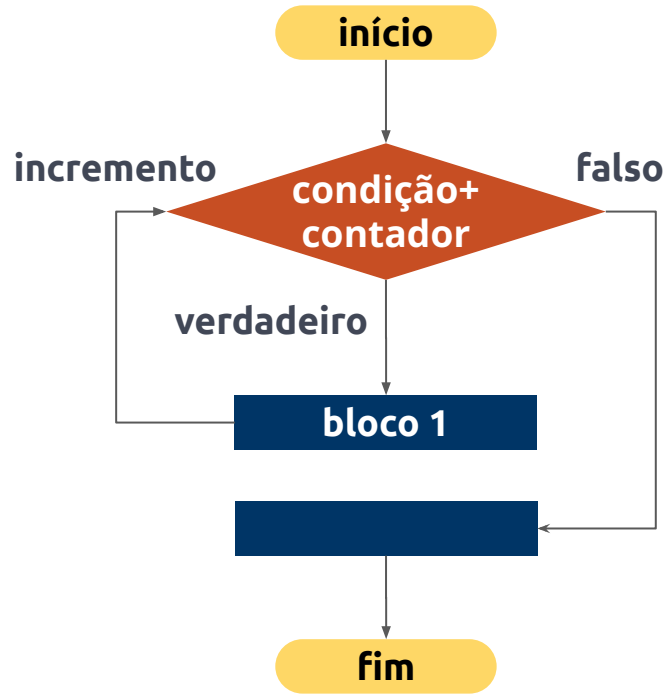 início
incremento
falso
condição+
contador
verdadeiro
bloco 1
fim